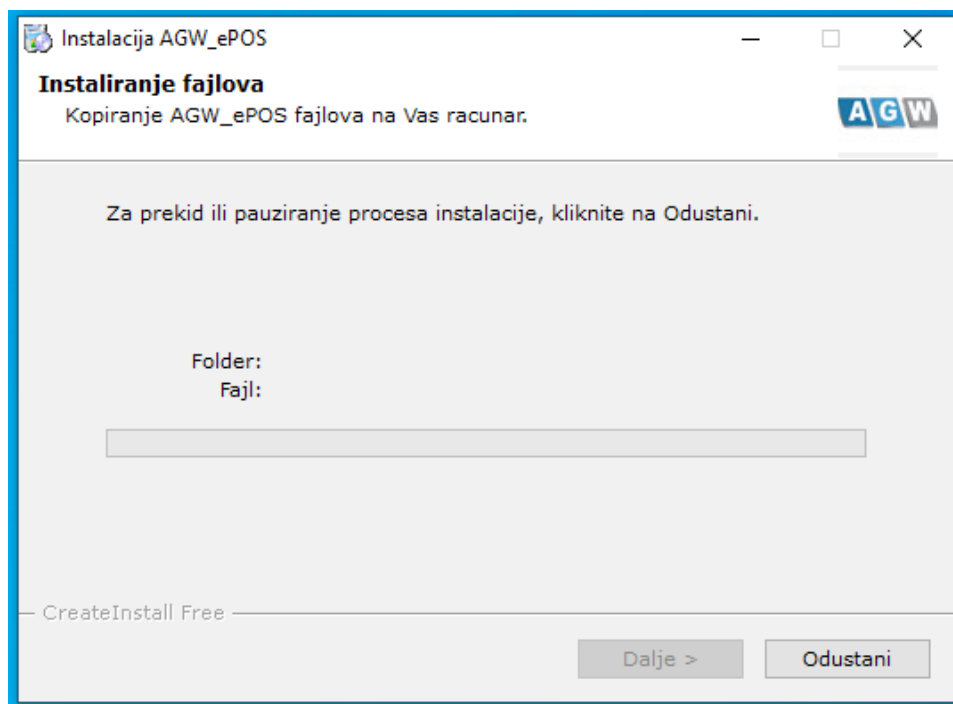 Instalacija AGW_ePOS
Instaliranje fajlova
Kopiranje AGW_ePOS fajlova na Vas racunar.
AGW
Za prekid ili pauziranje procesa instalacije, kliknite na Odustani.
Folder:
Fajl:
CreateInstall Free
Dalje >
Odustani